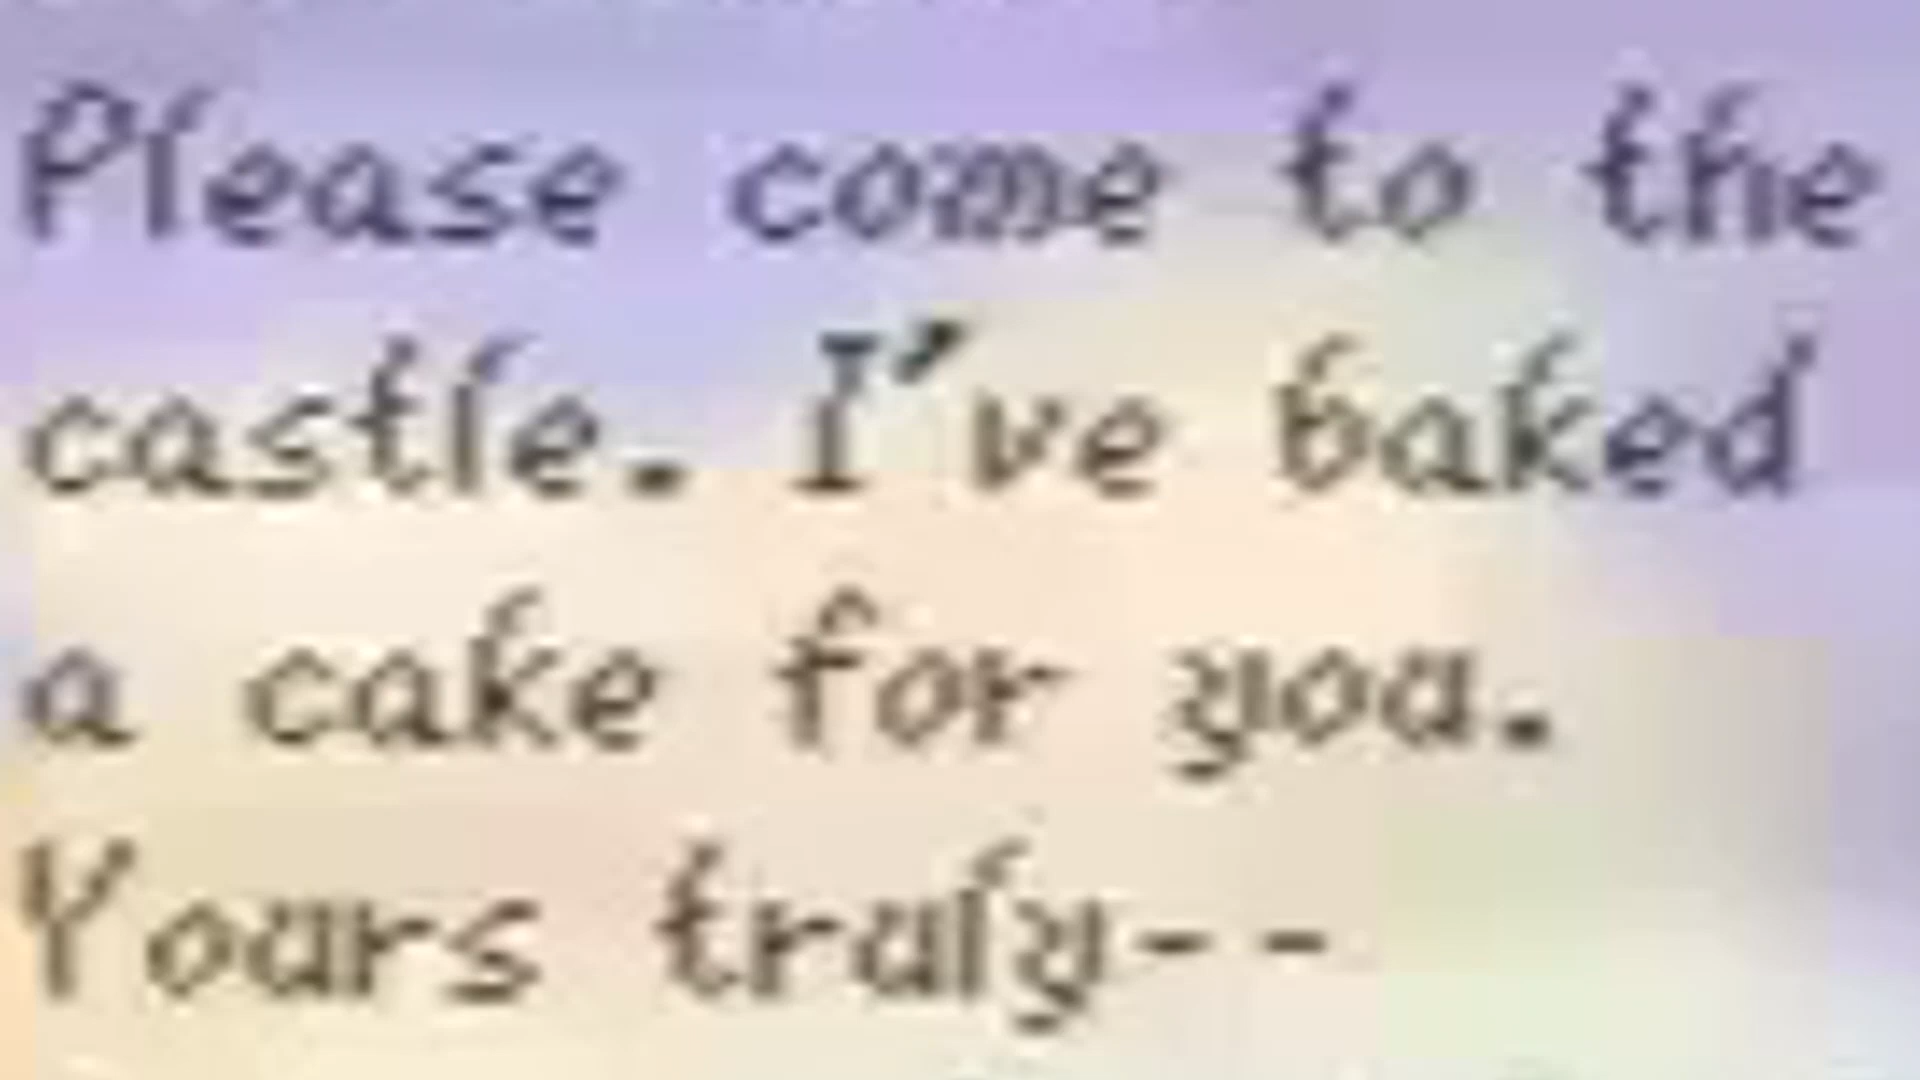 Please come to the
castle. I've baked
a cake for you.
Yours truly--